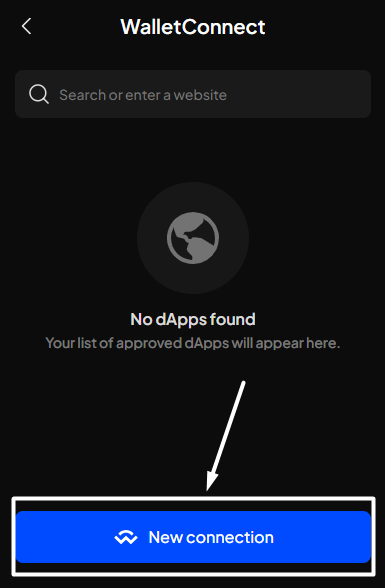 WalletConnect
Search or enter a website
No dApps found
Your list of approved dApps will appear here.
New connection